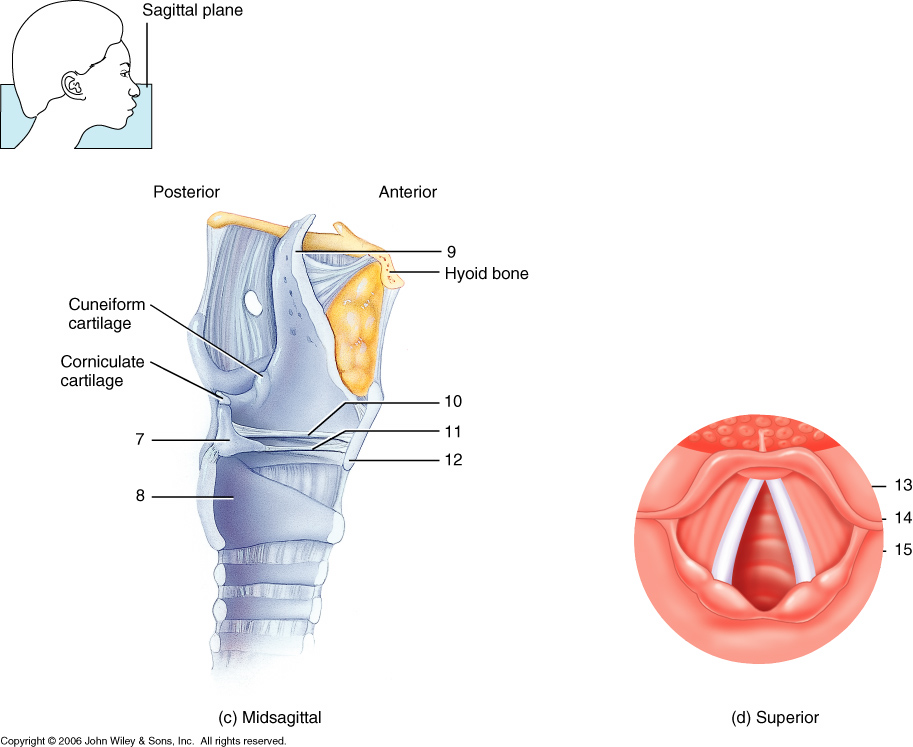 Sagittal plane
Posterior
Anterior
9
Hyoid bone
Cuneiform
cartilage
Corniculate
cartilage
10
11
7
12
8
13
14
15
(c) Midsagittal
(d) Superior
Copyright © 2006 John Wiley & Sons, Inc. All rights reserved.